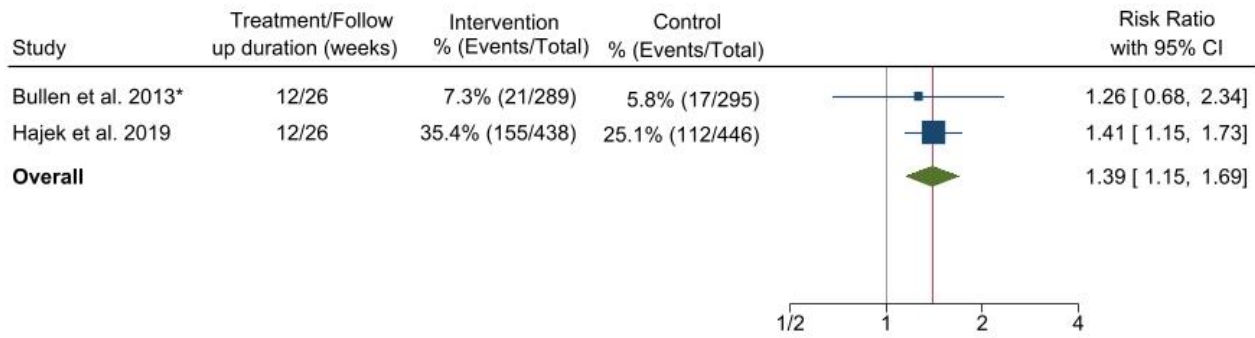 Study Treatment/Follow up duration (weeks) Intervention % (Events/Total) Control % (Events/Total) Risk Ratio with 95% CI
Bullen et al. 2013* 12/26 7.3% (21/289) 5.8% (17/295) 1.26 [ 0.68, 2.34]
Hajek et al. 2019 12/26 35.4% (155/438) 25.1% (112/446) 1.41 [ 1.15, 1.73]
Overall 1.39 [ 1.15, 1.69]
1/2 1 2 4